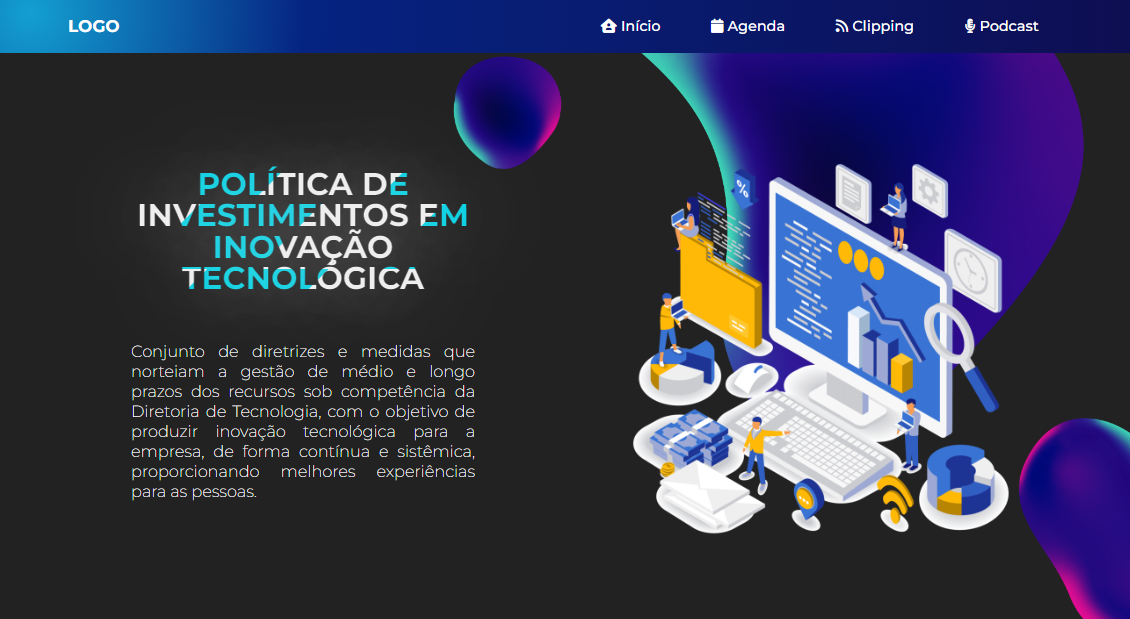 LOGO
Início
Agenda
Clipping
Podcast
POLÍTICA DE
INVESTIMENTOS EM
INOVAÇÃO
TECNOLÓGICA
Conjunto de diretrizes e medidas que
norteiam a gestão de médio e longo
prazos dos recursos sob competência da
Diretoria de Tecnologia, com o objetivo de
produzir inovação tecnológica para a
empresa, de forma contínua e sistêmica,
proporcionando melhores experiências
para as pessoas.
%